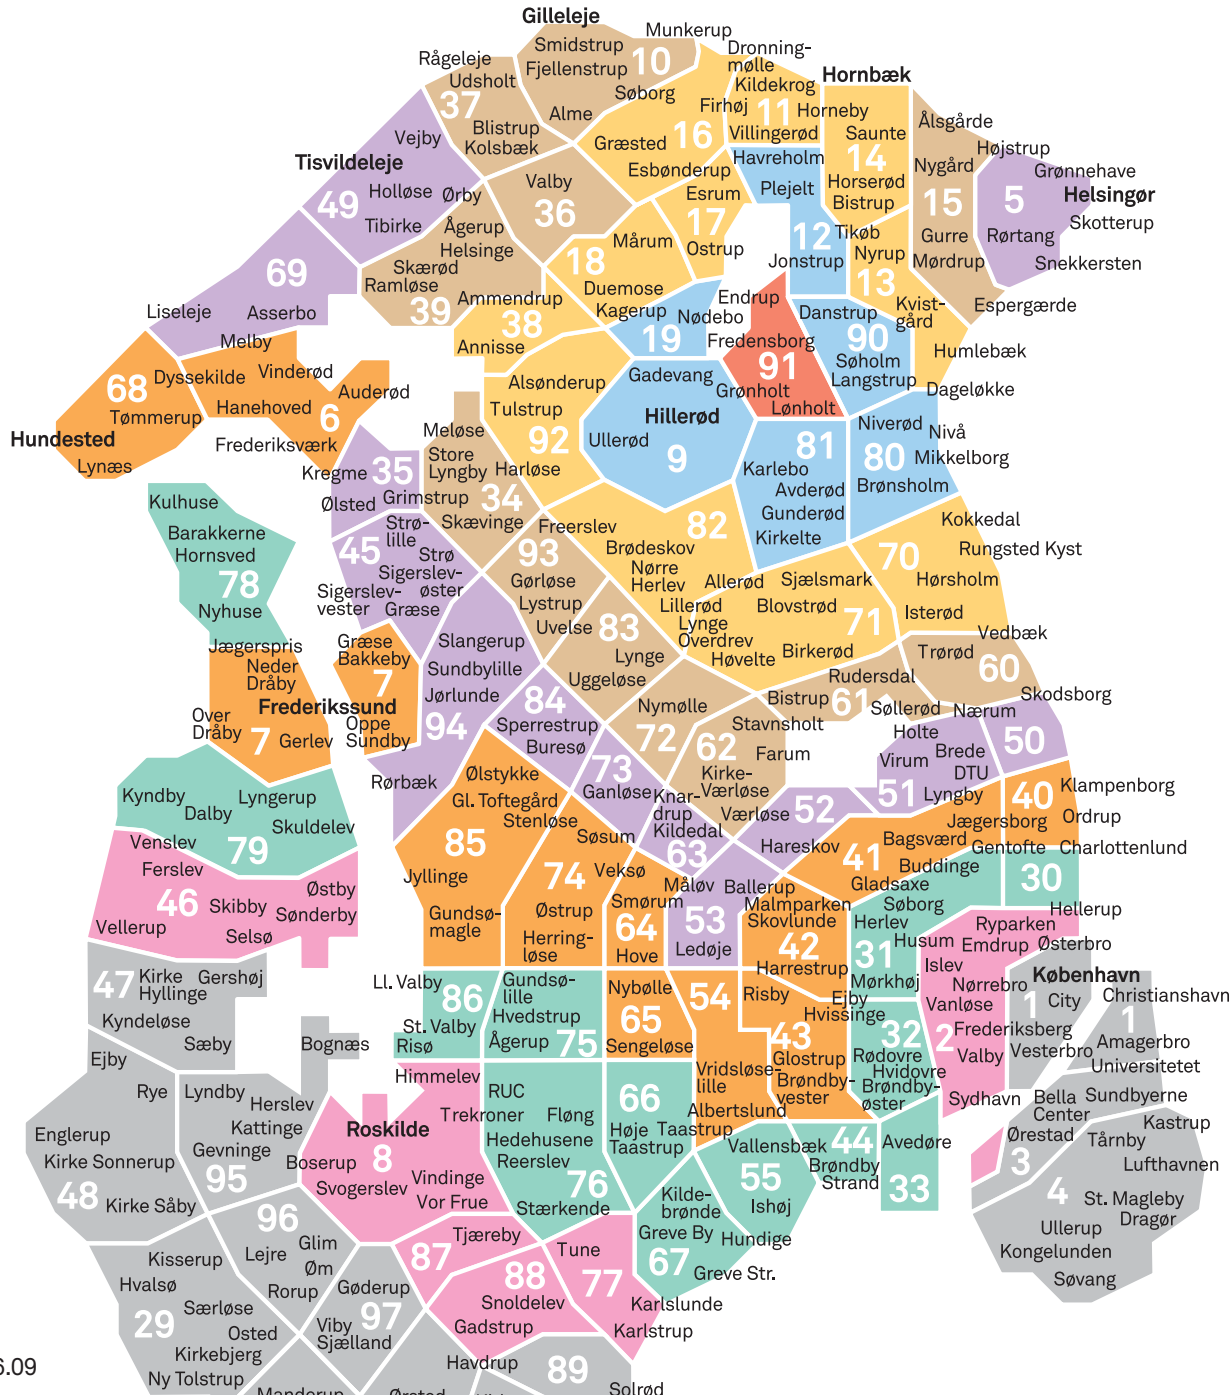 Gilleleje
Munkerup
Smidstrup
10
Fjellenstrup
Rågeleje
Udsholt
37
Søborg
Alme
Blistrup
Kolsbæk
Dronning-
mølle
Kildekrog
Hornbæk
Firhøj
11
Horneby
Villingerød
Græsted
16
Esbønderup
Saunte
14
Horserød
Bistrup
Ålsgårde
Højstrup
Nygård
15
Gurre
Mørdrup
Grønnehave
5
Helsingør
Skotterup
Rørtang
Snekkersten
Espergærde
Vejby
Tisvildeleje
49
Holløse
Ørby
Tibirke
Valby
36
Havreholm
Plejelt
12
Jonstrup
Esrum
17
Ostrup
Tikøb
Nyrup
13
Kvist-
gård
Humlebæk
Dageløkke
Ågerup
Helsinge
Skærød
Ramløse
39
Mårum
18
Duemose
Kagerup
Ammendrup
38
Annisse
69
Liseleje
Asserbo
Melby
Nødebo
19
Endrup
Fredensborg
91
Grønholt
Lønholt
Danstrup
90
Søholm
Langstrup
68
Dyssekilde
Tømmerup
Hundested
Lynæs
Vinderød
Auderød
Hanehoved
6
Frederiksværk
Alsønderup
Tulstrup
92
Harløse
Gadevang
Hillerød
Ullerød
9
81
Karlebo
Avderød
Gunderød
Kirkelte
Niverød
Nivå
80
Mikkelborg
Brønsholm
Meløse
Store
Lyngby
34
Skævinge
Kregme
35
Ølsted
Grimstrup
Strø-
lille
45
Strø
Sigerslev-
øster
Sigerslev-
vester
Græse
Kulhuse
Barakkerne
Hornsved
78
Nyhuse
Jægerspris
Freerslev
82
Brødeskov
Nørre
Herlev
Allerød
Lillerød
Lynge
Overdrev
Høvelte
Kokkedal
Rungsted Kyst
70
Hørsholm
Isterød
Sjælsmark
Blovstrød
71
Birkerød
93
Gørløse
Lystrup
Uvelse
83
Lynge
Uggeløse
Vedbæk
Trørød
60
Skodsborg
Rudersdal
Bistrup
61
Søllerød
Nærum
50
Græse
Bakkeby
7
Oppe
Sundby
Neder
Dråby
Frederikssund
Over
Dråby
7
Gerlev
Slangerup
Sundbylille
Jørlunde
94
Rørbæk
84
Sperrestrup
Buresø
Nymølle
72
Stavnsholt
62
Farum
Kirke-
Værløse
Værløse
Holte
Virum
Brede
DTU
51
Lyngby
73
Ganløse
Knar-
drup
Kildedal
63
52
Hareskov
Kyndby
Lyngerup
Dalby
Skuldelev
79
Venslev
Ferslev
46
Østby
Skibby
Sønderby
Vellerup
Selsø
Ølstykke
Gl. Toftegård
Stenløse
85
Jyllinge
Gundsø-
magle
Søsum
74
Østrup
Herring-
løse
Veksø
Smørum
64
Hove
Måløv
53
Ledøje
Ballerup
Malmparken
Skovlunde
42
Harrestrup
40
Klampenborg
Jægersborg
Ordrup
Gentofte
Charlottenlund
30
Hellerup
Bagsværd
41
Buddinge
Gladsaxe
Søborg
Herlev
Husum
31
Mørkhøj
Ryparken
Emdrup
Østerbro
Islev
Nørrebro
Vanløse
2
Frederiksberg
Valby
København
1
City
Vesterbro
Christianshavn
1
Amagerbro
Universitetet
Sydhavn
Bella
Center
Sundbyerne
Ørestad
3
Kastrup
Tårnby
Lufthavnen
4
St. Magleby
Dragør
Ullerup
Kongelunden
Søvang
47
Kirke
Hyllinge
Gershøj
Kyndeløse
Sæby
Bognæs
Ejby
Ll. Valby
86
St. Valby
Risø
Gundsø-
lille
Hvedstrup
Ågerup
75
Nybølle
65
Sengeløse
54
Vridsløse-
lille
Albertslund
Taastrup
Risby
Ejby
Hvissinge
43
Glostrup
Brøndby-
vester
32
Rødovre
Hvidovre
Brøndby-
øster
Himmelev
Trekroner
Roskilde
8
Boserup
Svogerslev
Vindinge
Vor Frue
RUC
Fløng
Hedehusene
Reerslev
76
Stærkende
66
Høje
Taastrup
Vallensbæk
44
Brøndby
Strand
Avedøre
33
55
Ishøj
Kilde-
brønde
Greve By
Hundige
67
Greve Str.
Rye
Lyndby
Herslev
Kattinge
Gevninge
95
Englerup
Kirke Sonnerup
48
Kirke Såby
96
Glim
Lejre
Øm
Rorup
Kisserup
Hvalsø
Særløse
29
Osted
Kirkebjerg
Ny Tolstrup
Gøderup
97
Viby
Sjælland
Tjæreby
87
88
Snoldelev
Gadstrup
Tune
77
Karlslunde
Karlstrup
Havdrup
89
Solrød
6.09